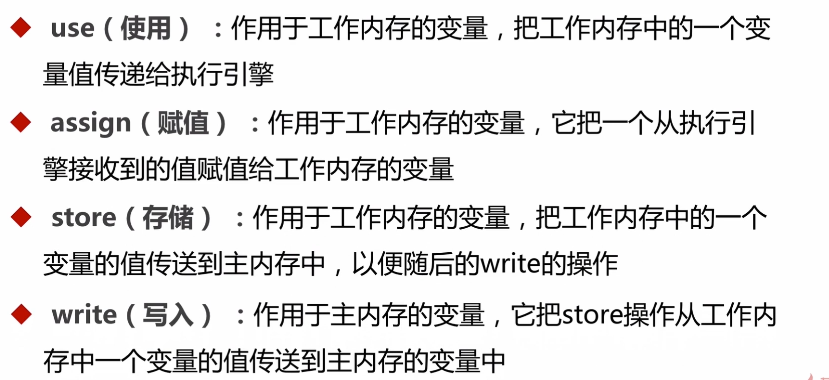 ◆ use（使用） ：作用于工作内存的变量，把工作内存中的一个变
量值传递给执行引擎
◆ assign（赋值） ：作用于工作内存的变量，它把一个从执行引
擎接收到的值赋值给工作内存的变量
◆ store（存储） ：作用于工作内存的变量，把工作内存中的一个
变量的值传送到主内存中，以便随后的write的操作
◆ write（写入） ：作用于主内存的变量，它把store操作从工作内
存中一个变量的值传送到主内存的变量中